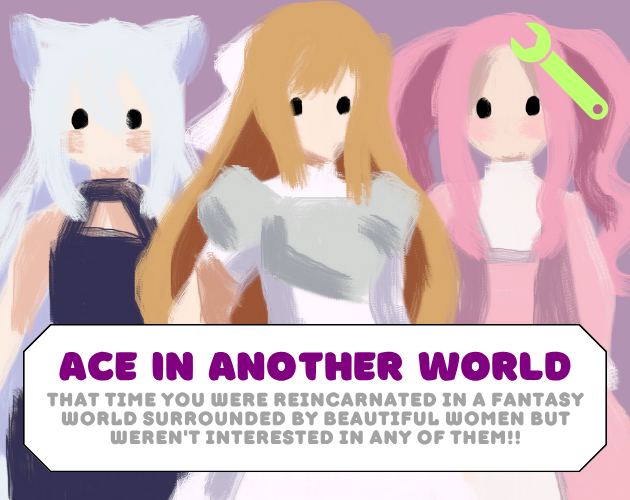 ACE IN ANOTHER WORLD
THAT TIME YOU WERE REINCARNATED IN A FANTASY
WORLD SURROUNDED BY BEAUTIFUL WOMEN BUT
WEREN'T INTERESTED IN ANY OF THEM!!